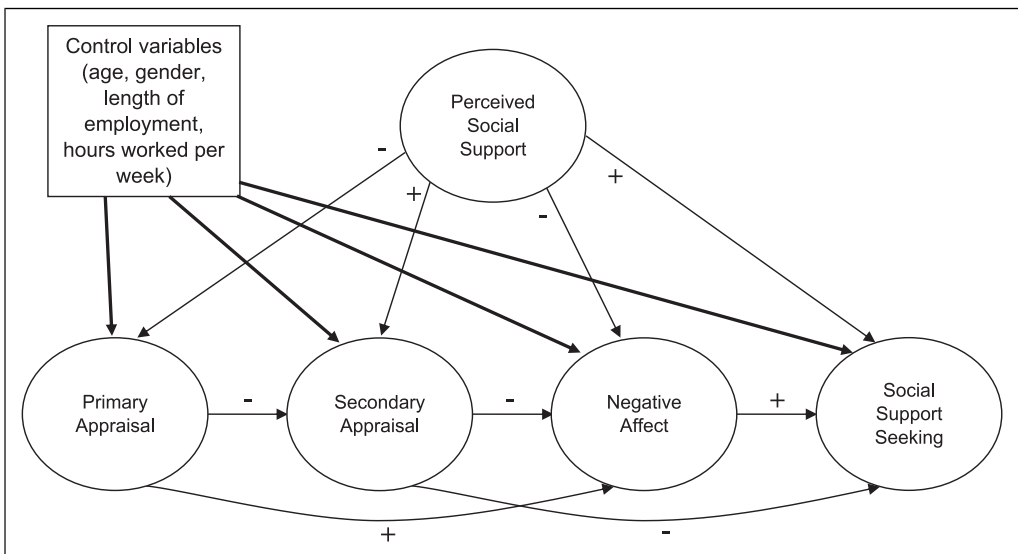 Control variables
(age, gender,
length of
employment,
hours worked per
week)
Perceived
Social
Support
-
+
-
+
Primary
Appraisal
-
Secondary
Appraisal
-
Negative
Affect
+
Social
Support
Seeking
+
-